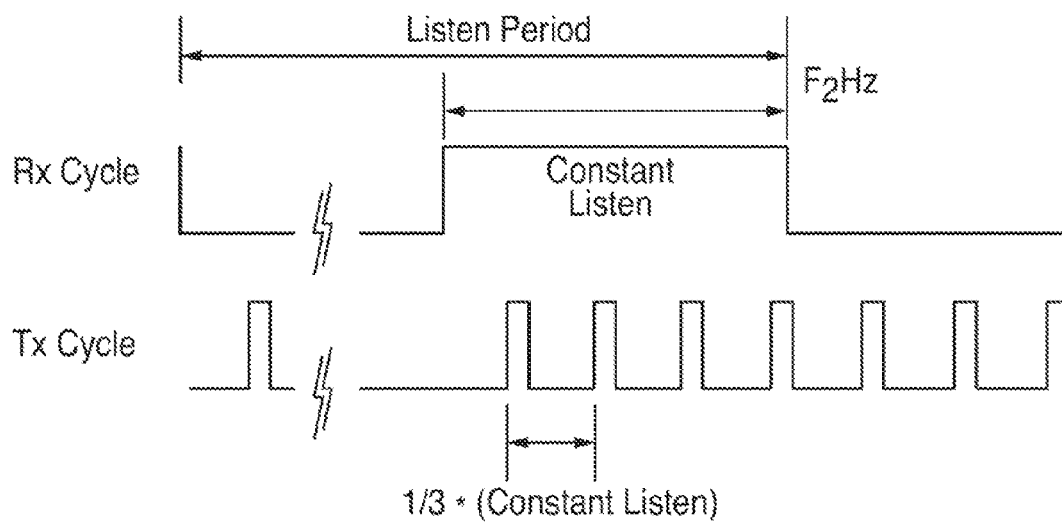 Listen Period
F₂Hz
Rx Cycle
Constant
Listen
Tx Cycle
1/3 * (Constant Listen)